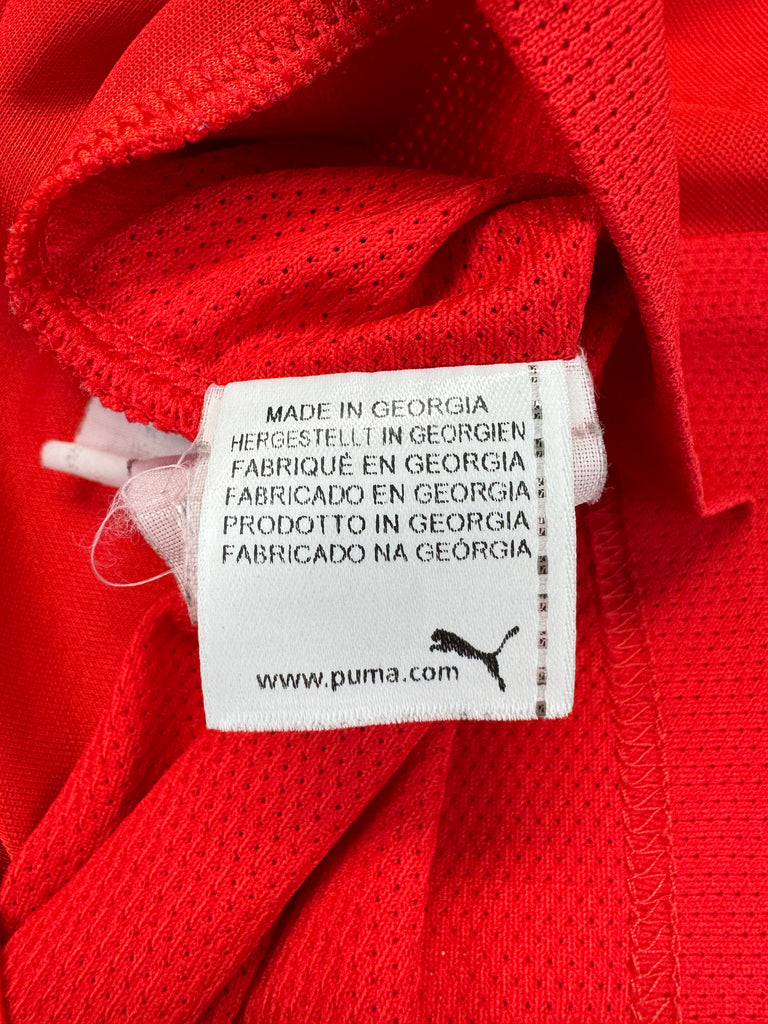 MADE IN GEORGIA
HERGESTELLT IN GEORGIEN
FABRIQUÉ EN GEORGIA
FABRICADO EN GEORGIA
PRODOTTO IN GEORGIA
FABRICADO NA GEÓRGIA
www.puma.com